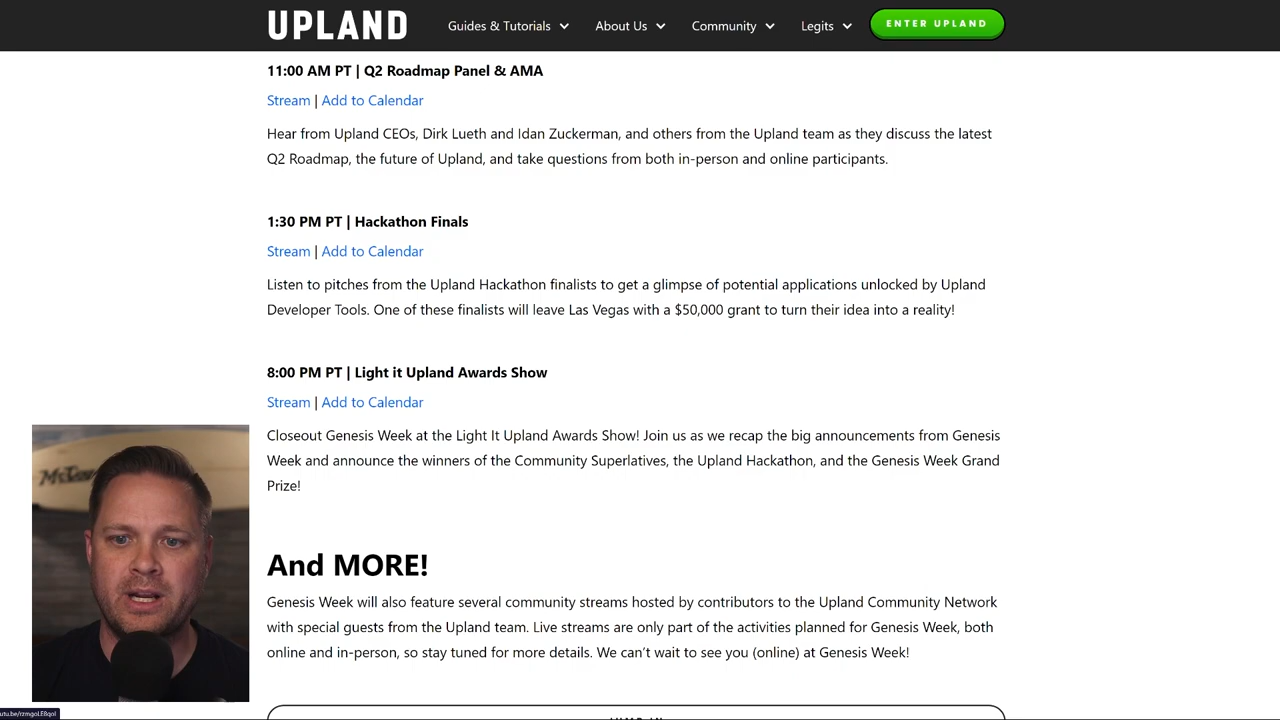 UPLAND
Guides & Tutorials
About Us
Community
Legits
ENTER UPLAND
11:00 AM PT | Q2 Roadmap Panel & AMA
Stream | Add to Calendar
Hear from Upland CEOs, Dirk Lueth and Idan Zuckerman, and others from the Upland team as they discuss the latest
Q2 Roadmap, the future of Upland, and take questions from both in-person and online participants.
1:30 PM PT | Hackathon Finals
Stream | Add to Calendar
Listen to pitches from the Upland Hackathon finalists to get a glimpse of potential applications unlocked by Upland
Developer Tools. One of these finalists will leave Las Vegas with a $50,000 grant to turn their idea into a reality!
8:00 PM PT | Light it Upland Awards Show
Stream | Add to Calendar
Closeout Genesis Week at the Light It Upland Awards Show! Join us as we recap the big announcements from Genesis
Week and announce the winners of the Community Superlatives, the Upland Hackathon, and the Genesis Week Grand
Prize!
And MORE!
Genesis Week will also feature several community streams hosted by contributors to the Upland Community Network
with special guests from the Upland team. Live streams are only part of the activities planned for Genesis Week, both
online and in-person, so stay tuned for more details. We can't wait to see you (online) at Genesis Week!